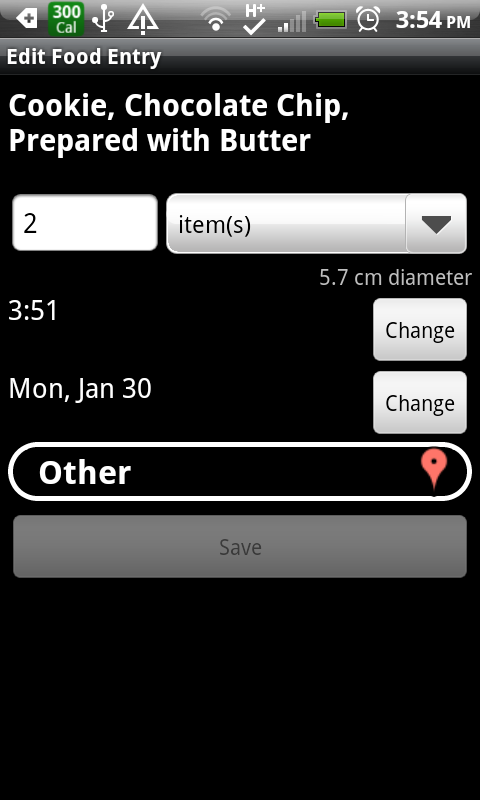 300
Cal
H+
3:54 PM
Edit Food Entry
Cookie, Chocolate Chip,
Prepared with Butter
2
item(s)
5.7 cm diameter
3:51
Change
Mon, Jan 30
Change
Other
Save